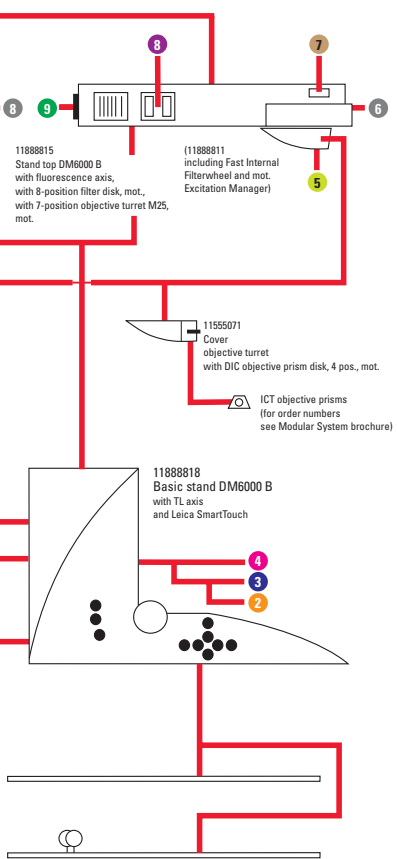 8
7
8
9
6
11888815
Stand top DM6000 B
with fluorescence axis,
with 8-position filter disk, mot.,
with 7-position objective turret M25,
mot.
(11888811
including Fast Internal
Filterwheel and mot.
Excitation Manager)
5
11555071
Cover
objective turret
with DIC objective prism disk, 4 pos., mot.
ICT objective prisms
(for order numbers
see Modular System brochure)
11888818
Basic stand DM6000 B
with TL axis
and Leica SmartTouch
4
3
2